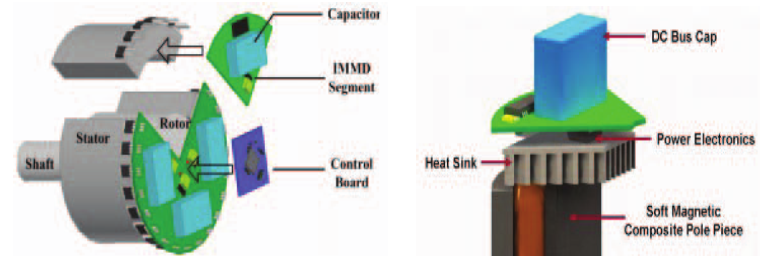 Capacitor
IMMD
Segment
Rotor
Stator
Shaft
Control
Board
DC Bus Cap
Power Electronics
Heat Sink
Soft Magnetic
Composite Pole Piece